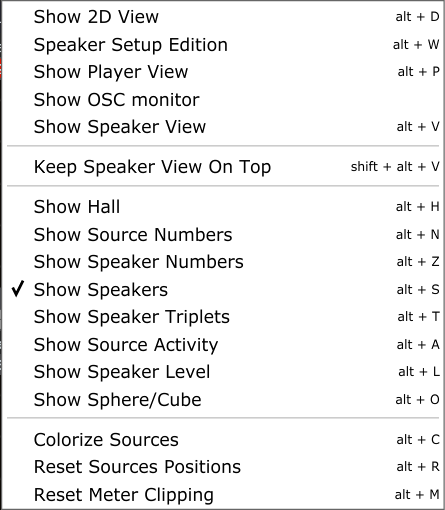 Show 2D View alt + D
Speaker Setup Edition alt + W
Show Player View alt + P
Show OSC monitor
Show Speaker View alt + V
Keep Speaker View On Top shift + alt + V
Show Hall alt + H
Show Source Numbers alt + N
Show Speaker Numbers alt + Z
✓ Show Speakers alt + S
Show Speaker Triplets alt + T
Show Source Activity alt + A
Show Speaker Level alt + L
Show Sphere/Cube alt + O
Colorize Sources alt + C
Reset Sources Positions alt + R
Reset Meter Clipping alt + M